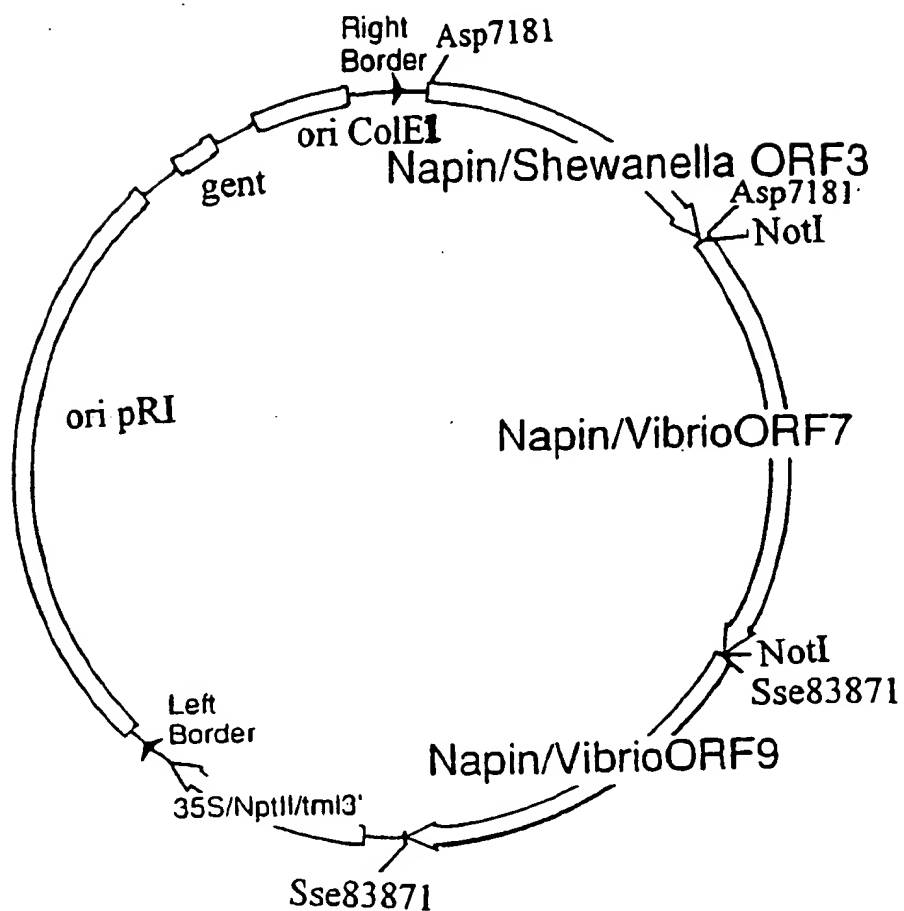 Right
Border
Asp7181
ori ColE1
gent
Napin/Shewanella ORF3
Asp7181
NotI
ori pRI
Napin/VibrioORF7
NotI
Sse83871
Left
Border
Napin/VibrioORF9
35S/NptII/tml3'
Sse83871